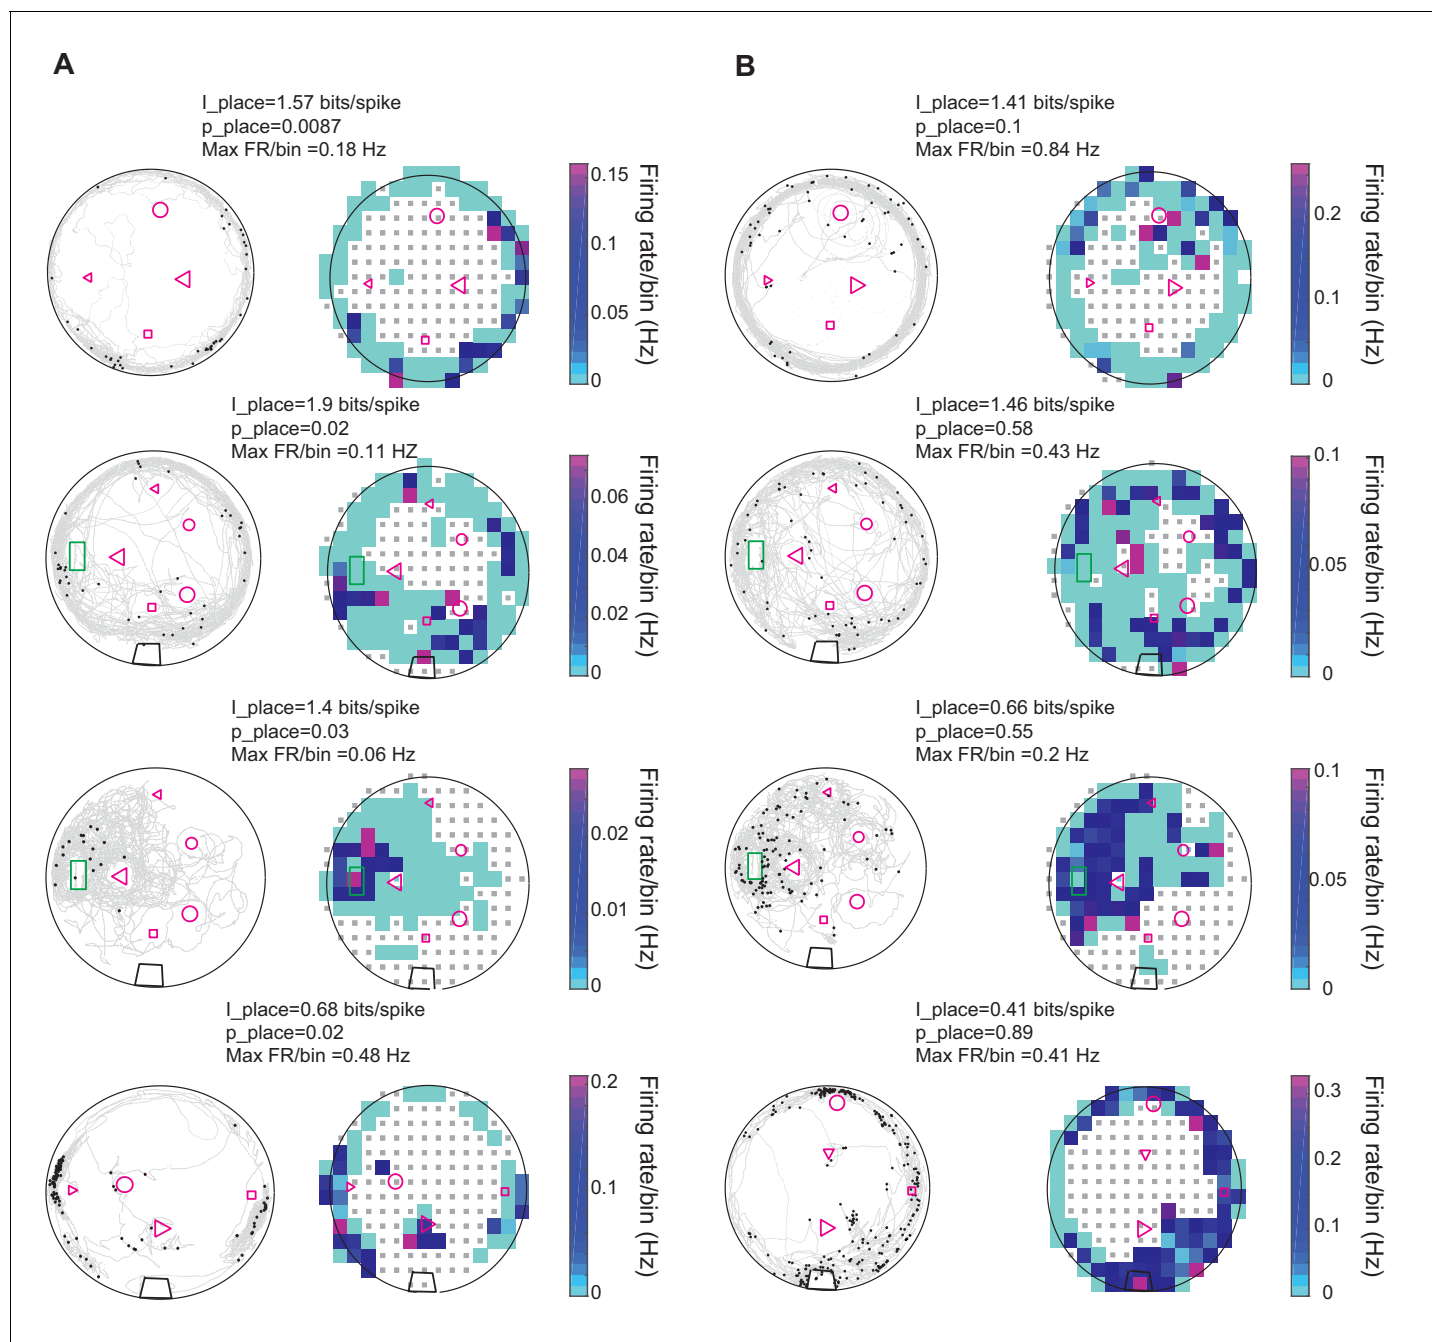 A
B
I_place=1.57 bits/spike
p_place=0.0087
Max FR/bin =0.18 Hz
0.15
0.1
0.05
0
Firing rate/bin (Hz)
I_place=1.41 bits/spike
p_place=0.1
Max FR/bin =0.84 Hz
0.2
0.1
0
Firing rate/bin (Hz)
I_place=1.9 bits/spike
p_place=0.02
Max FR/bin =0.11 HZ
0.06
0.04
0.02
0
Firing rate/bin (Hz)
I_place=1.46 bits/spike
p_place=0.58
Max FR/bin =0.43 Hz
0.1
0.05
0
Firing rate/bin (Hz)
I_place=1.4 bits/spike
p_place=0.03
Max FR/bin =0.06 Hz
0.02
0.01
0
Firing rate/bin (Hz)
I_place=0.66 bits/spike
p_place=0.55
Max FR/bin =0.2 Hz
0.1
0.05
0
Firing rate/bin (Hz)
I_place=0.68 bits/spike
p_place=0.02
Max FR/bin =0.48 Hz
0.2
0.1
0
Firing rate/bin (Hz)
I_place=0.41 bits/spike
p_place=0.89
Max FR/bin =0.41 Hz
0.3
0.2
0.1
0
Firing rate/bin (Hz)